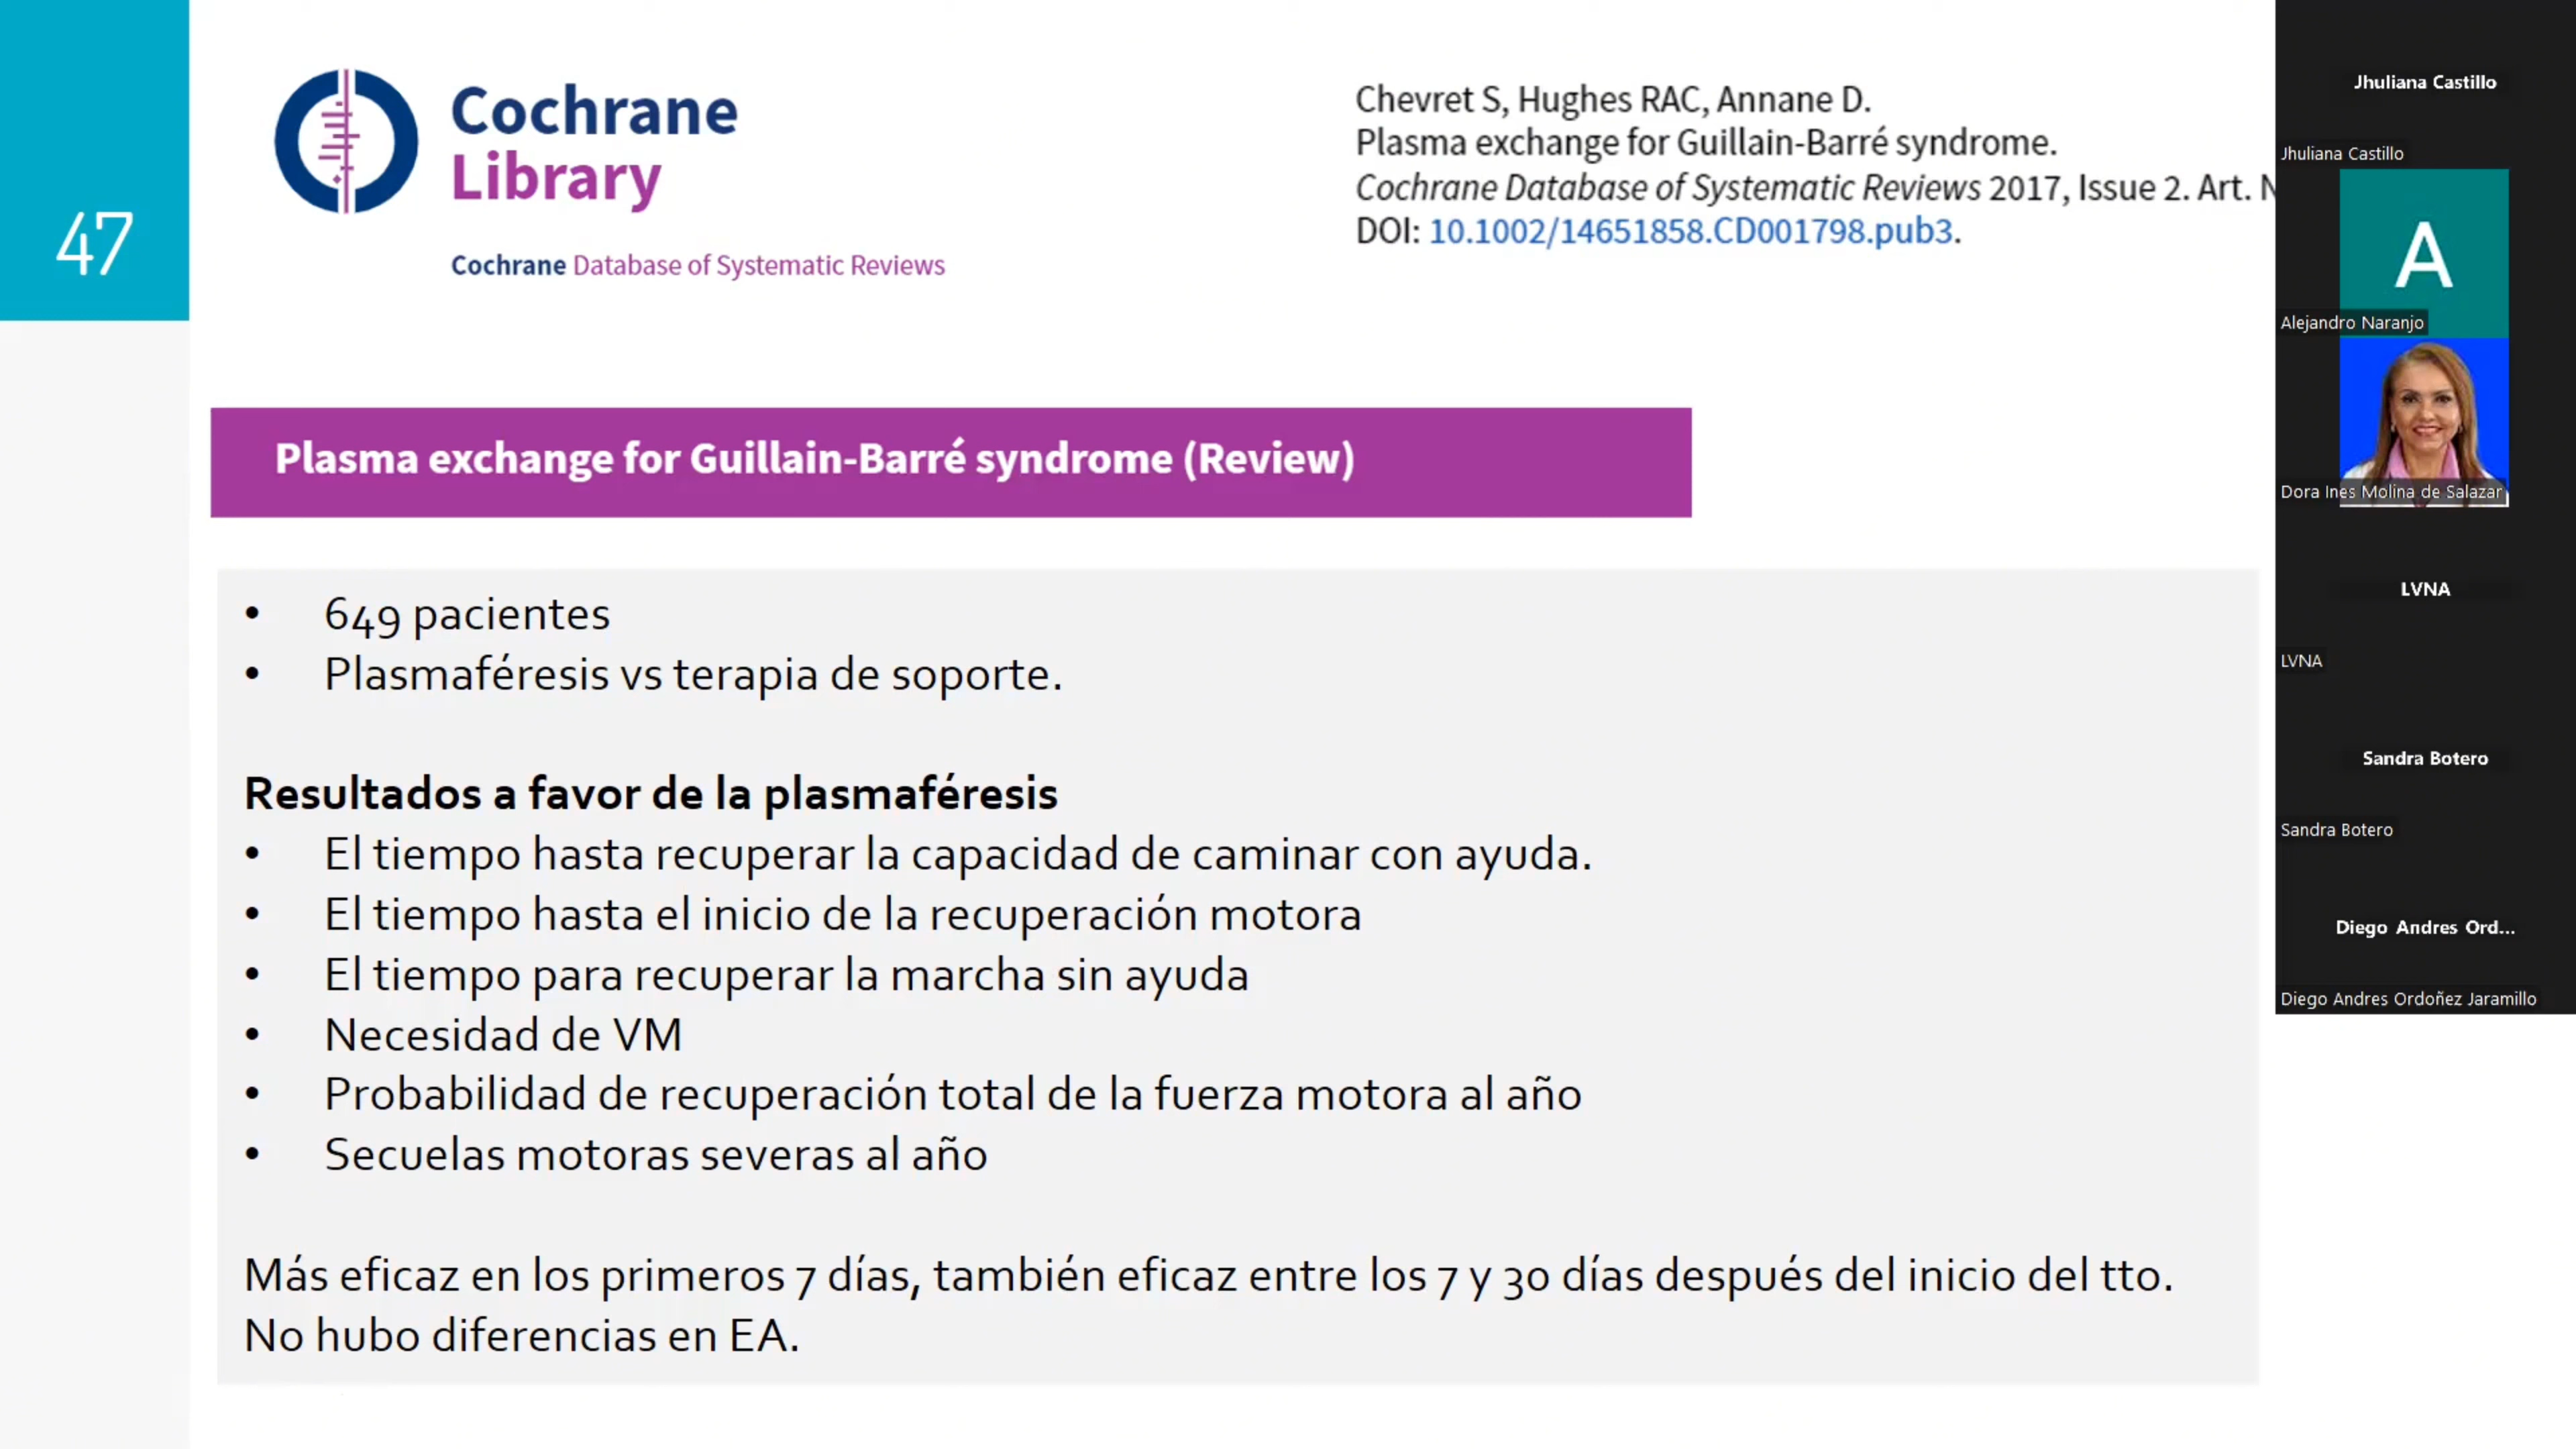 47
Cochrane
Library
Cochrane Database of Systematic Reviews
Chevret S, Hughes RAC, Annane D.
Plasma exchange for Guillain-Barré syndrome.
Cochrane Database of Systematic Reviews 2017, Issue 2. Art. N
DOI: 10.1002/14651858.CD001798.pub3.
Plasma exchange for Guillain-Barré syndrome (Review)
• 649 pacientes
• Plasmaféresis vs terapia de soporte.
Resultados a favor de la plasmaféresis
• El tiempo hasta recuperar la capacidad de caminar con ayuda.
• El tiempo hasta el inicio de la recuperación motora
• El tiempo para recuperar la marcha sin ayuda
• Necesidad de VM
• Probabilidad de recuperación total de la fuerza motora al año
• Secuelas motoras severas al año
Más eficaz en los primeros 7 días, también eficaz entre los 7 y 30 días después del inicio del tto.
No hubo diferencias en EA.
Jhuliana Castillo
Jhuliana Castillo
A
Alejandro Naranjo
Dora Ines Molina de Salazar
LVNA
LVNA
Sandra Botero
Sandra Botero
Diego Andres Ord...
Diego Andres Ordoñez Jaramillo